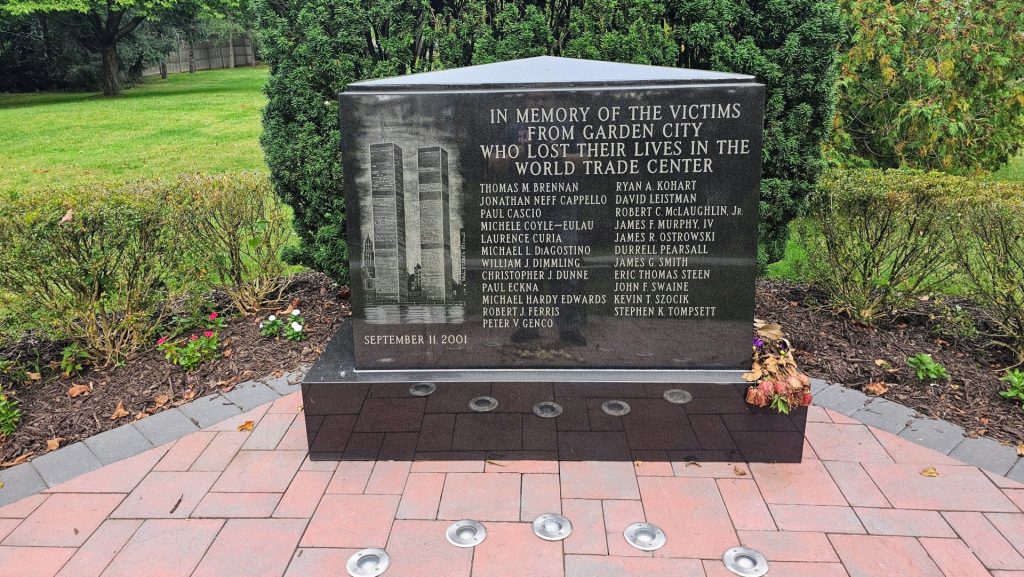 IN MEMORY OF THE VICTIMS
FROM GARDEN CITY
WHO LOST THEIR LIVES IN THE
WORLD TRADE CENTER
THOMAS M. BRENNAN
JONATHAN NEFF CAPPELLO
PAUL CASCIO
MICHELE COYLE–EULAU
LAURENCE CURIA
MICHAEL L. DIAGOSTINO
WILLIAM J. DIMMLING
CHRISTOPHER J. DUNNE
PAUL ECKNA
MICHAEL HARDY EDWARDS
ROBERT J. FERRIS
PETER V. GENCO
RYAN A. KOHART
DAVID LEISTMAN
ROBERT C. McLAUGHLIN, JR.
JAMES F. MURPHY, IV
JAMES R. OSTROWSKI
DURRELL PEARSALL
JAMES G. SMITH
ERIC THOMAS STEEN
JOHN F. SWAINE
KEVIN T. SZOCIK
STEPHEN K. TOMPSETT
SEPTEMBER 11, 2001